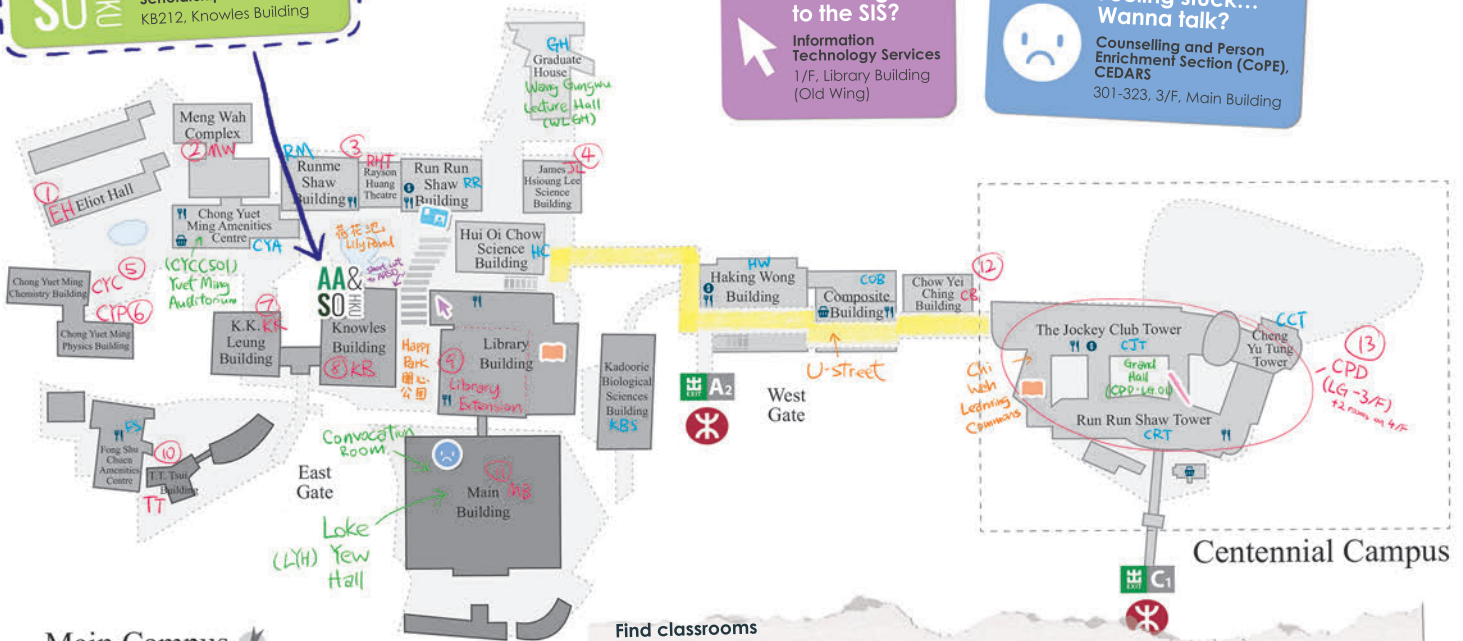 SO HKU
KB212, Knowles Building
to the SIS?
Information
Technology Services
1/F, Library Building
(Old Wing)
Wanna talk?
Counselling and Person
Enrichment Section (CoPE),
CEDARS
301-323, 3/F, Main Building
GH
Graduate
House
Wang Gungwu
Lecture Hall
(WLGH)
Meng Wah
Complex
② MW
① EH Eliot Hall
RM
Runme
Shaw
Building
③
RHT
Rayson
Huang
Theatre
Run Run
Shaw RR
Building
④
James JL
Hsioung Lee
Science
Building
Chong Yuet
Ming Amenities
Centre
CYA
(CYCC501)
Yuet Ming
Auditorium
荷花池
Lily Pond
Hui Oi Chow
Science HC
Building
AA&
SO HKU
Chong Yuet Ming
Chemistry Building
CYC ⑤
CYP ⑥
Chong Yuet Ming
Physics Building
⑦
K.K. KK
Leung
Building
Knowles
Building
⑧ KB
Happy
Park
開心
公園
⑨
Library
Building
Library
Extension
Kadoorie
Biological
Sciences
Building
KBS
HW
Haking Wong
Building
COB
Composite
Building
⑫
Chow Yei
Ching CB
Building
U-street
EXIT A2
West
Gate
The Jockey Club Tower
CJT
CCT
Cheng
Yu Tung
Tower
Grand
Hall
(CPD-LG.01)
Chi
Wah
Learning
Commons
Run Run Shaw Tower
CRT
⑬
CPD
(LG-3/F)
+2 rooms on 4/F
FS
Fong Shu
Chuen
Amenities
Centre
⑩
T.T. Tsui
Building
TT
East
Gate
Convocation
Room
⑪ MB
Main
Building
Loke
(LYH) Yew
Hall
Centennial Campus
EXIT C1
Main Campus
Find classrooms